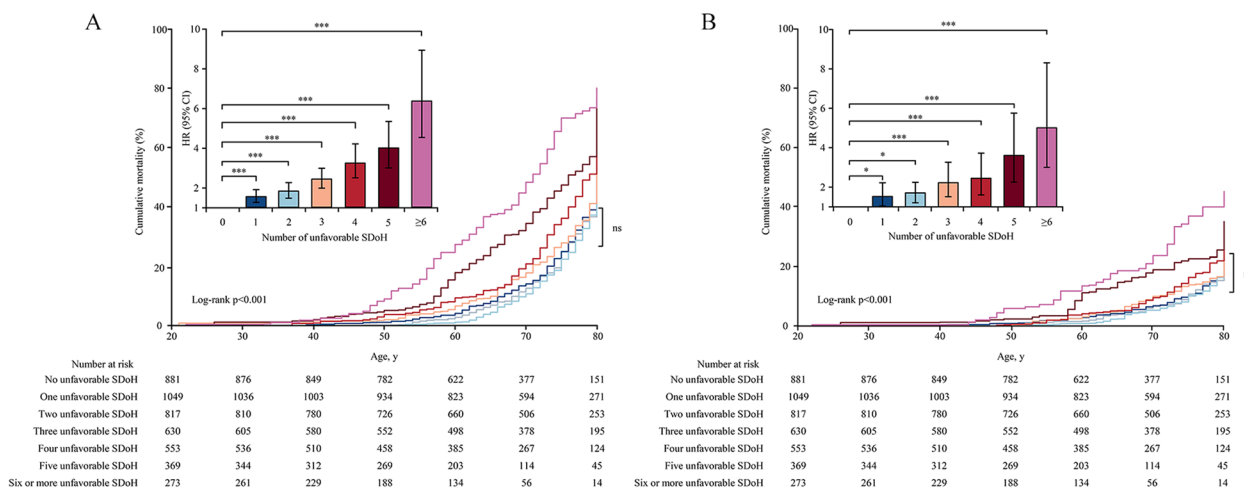 A
100
80
60
40
20
0
Cumulative mortality (%)
10
8
6
4
2
1
HR (95% CI)
***
***
***
***
***
***
0 1 2 3 4 5 ≥6
Number of unfavorable SDoH
ns
Log-rank p<0.001
20 30 40 50 60 70 80
Age, y
Number at risk
No unfavorable SDoH 881 876 849 782 622 377 151
One unfavorable SDoH 1049 1036 1003 934 823 594 271
Two unfavorable SDoH 817 810 780 726 660 506 253
Three unfavorable SDoH 630 605 580 552 498 378 195
Four unfavorable SDoH 553 536 510 458 385 267 124
Five unfavorable SDoH 369 344 312 269 203 114 45
Six or more unfavorable SDoH 273 261 229 188 134 56 14
B
100
80
60
40
20
0
Cumulative mortality (%)
10
8
6
4
2
1
HR (95% CI)
***
***
***
***
*
*
0 1 2 3 4 5 ≥6
Number of unfavorable SDoH
Log-rank p<0.001
20 30 40 50 60 70 80
Age, y
Number at risk
No unfavorable SDoH 881 876 849 782 622 377 151
One unfavorable SDoH 1049 1036 1003 934 823 594 271
Two unfavorable SDoH 817 810 780 726 660 506 253
Three unfavorable SDoH 630 605 580 552 498 378 195
Four unfavorable SDoH 553 536 510 458 385 267 124
Five unfavorable SDoH 369 344 312 269 203 114 45
Six or more unfavorable SDoH 273 261 229 188 134 56 14